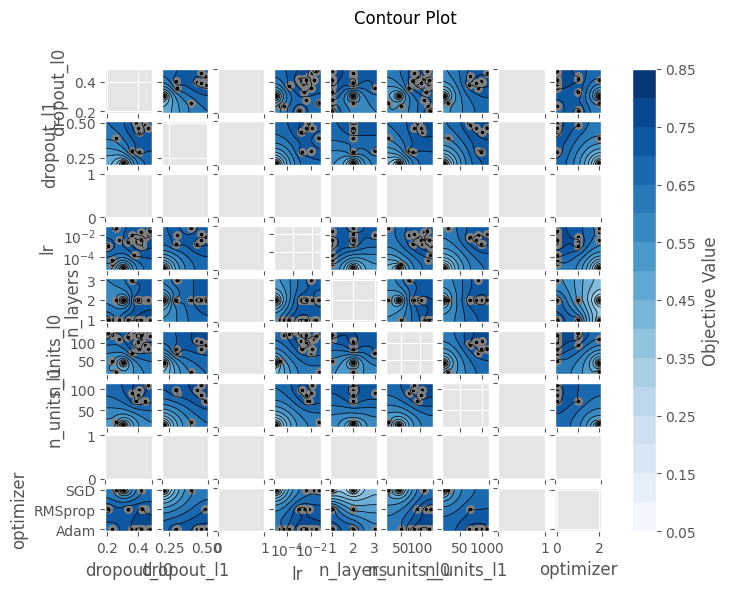 Contour Plot
dropout_l0
0.4
0.2
dropout_l1
0.50
0.25
1
0
lr
10⁻²
10⁻⁴
n_layers
3
2
1
n_units_l0
100
50
n_units_l1
100
50
1
0
optimizer
SGD
RMSprop
Adam
0.2 0.4 0.25 0.50 0 1 10⁻⁴ 10⁻² 1 2 3 50 100 50 100 0 1 0 2
dropout_l0 dropout_l1 lr n_layers n_units_l0 n_units_l1 optimizer
0.85
0.75
0.65
0.55
0.45
0.35
0.25
0.15
0.05
Objective Value